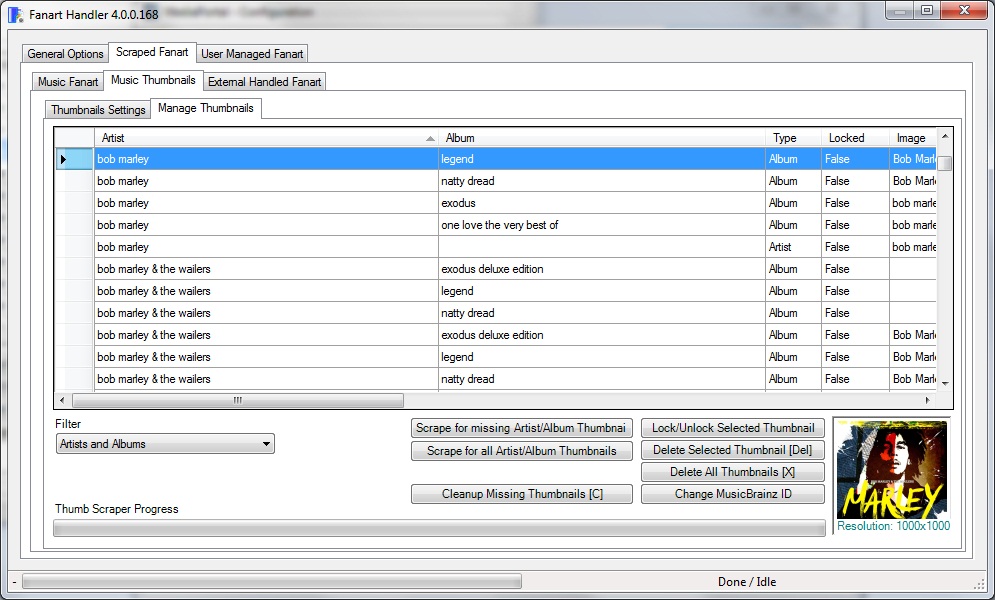 Fanart Handler 4.0.0.168
MediaPortal - Configuration
General Options Scraped Fanart User Managed Fanart
Music Fanart Music Thumbnails External Handled Fanart
Thumbnails Settings Manage Thumbnails
Artist Album Type Locked Image
bob marley legend Album False Bob Marl
bob marley natty dread Album False Bob Marl
bob marley exodus Album False bob marle
bob marley one love the very best of Album False bob marle
bob marley Artist False bob marle
bob marley & the wailers exodus deluxe edition Album False
bob marley & the wailers legend Album False
bob marley & the wailers natty dread Album False
bob marley & the wailers exodus deluxe edition Album False Bob Marl
bob marley & the wailers legend Album False Bob Marl
bob marley & the wailers natty dread Album False Bob Marl
Filter
Artists and Albums
Scrape for missing Artist/Album Thumbnai
Scrape for all Artist/Album Thumbnails
Cleanup Missing Thumbnails [C]
Lock/Unlock Selected Thumbnail
Delete Selected Thumbnail [Del]
Delete All Thumbnails [X]
Change MusicBrainz ID
MARLEY
Resolution: 1000x1000
Thumb Scraper Progress
- Done / Idle